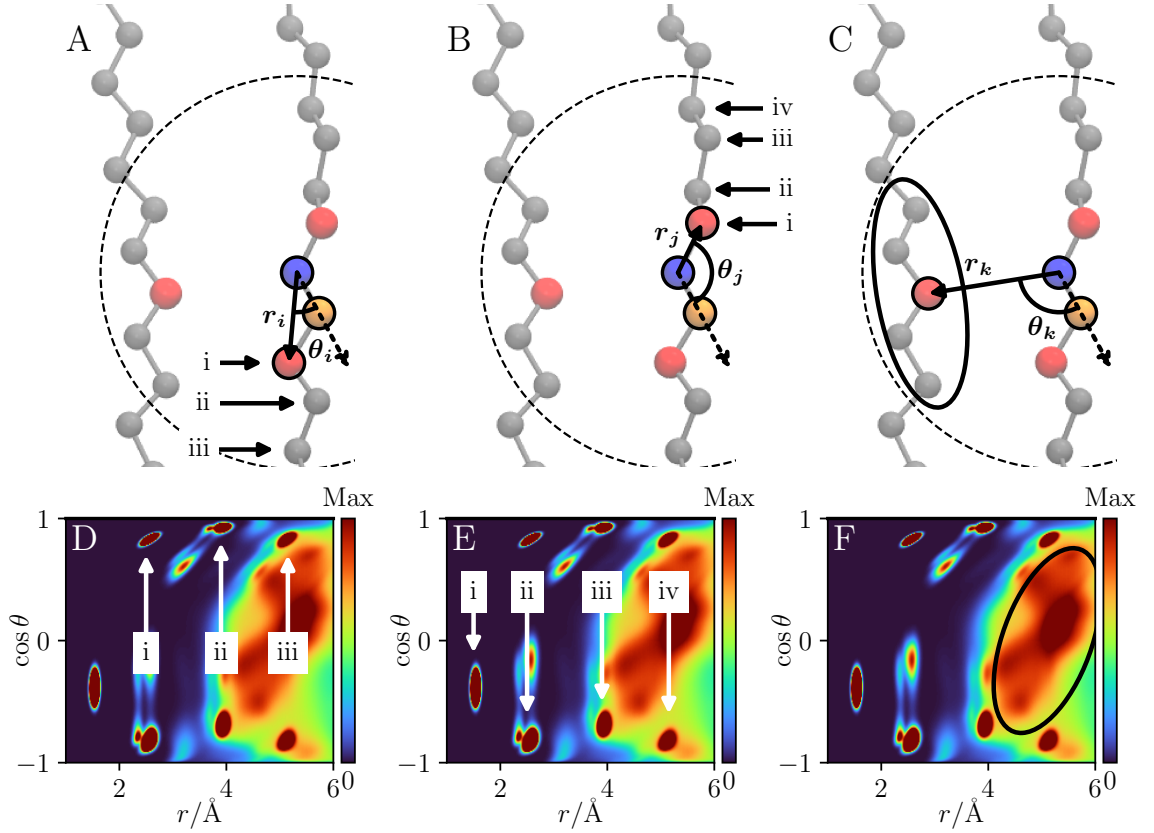 A
r_i
θ_i
i
ii
iii
B
iv
iii
ii
i
r_j
θ_j
C
r_k
θ_k
D
Max
1
0
−1
cos θ
i
ii
iii
2
4
6
0
r/Å
E
Max
1
0
−1
cos θ
i
ii
iii
iv
2
4
6
0
r/Å
F
Max
1
0
−1
cos θ
2
4
6
0
r/Å